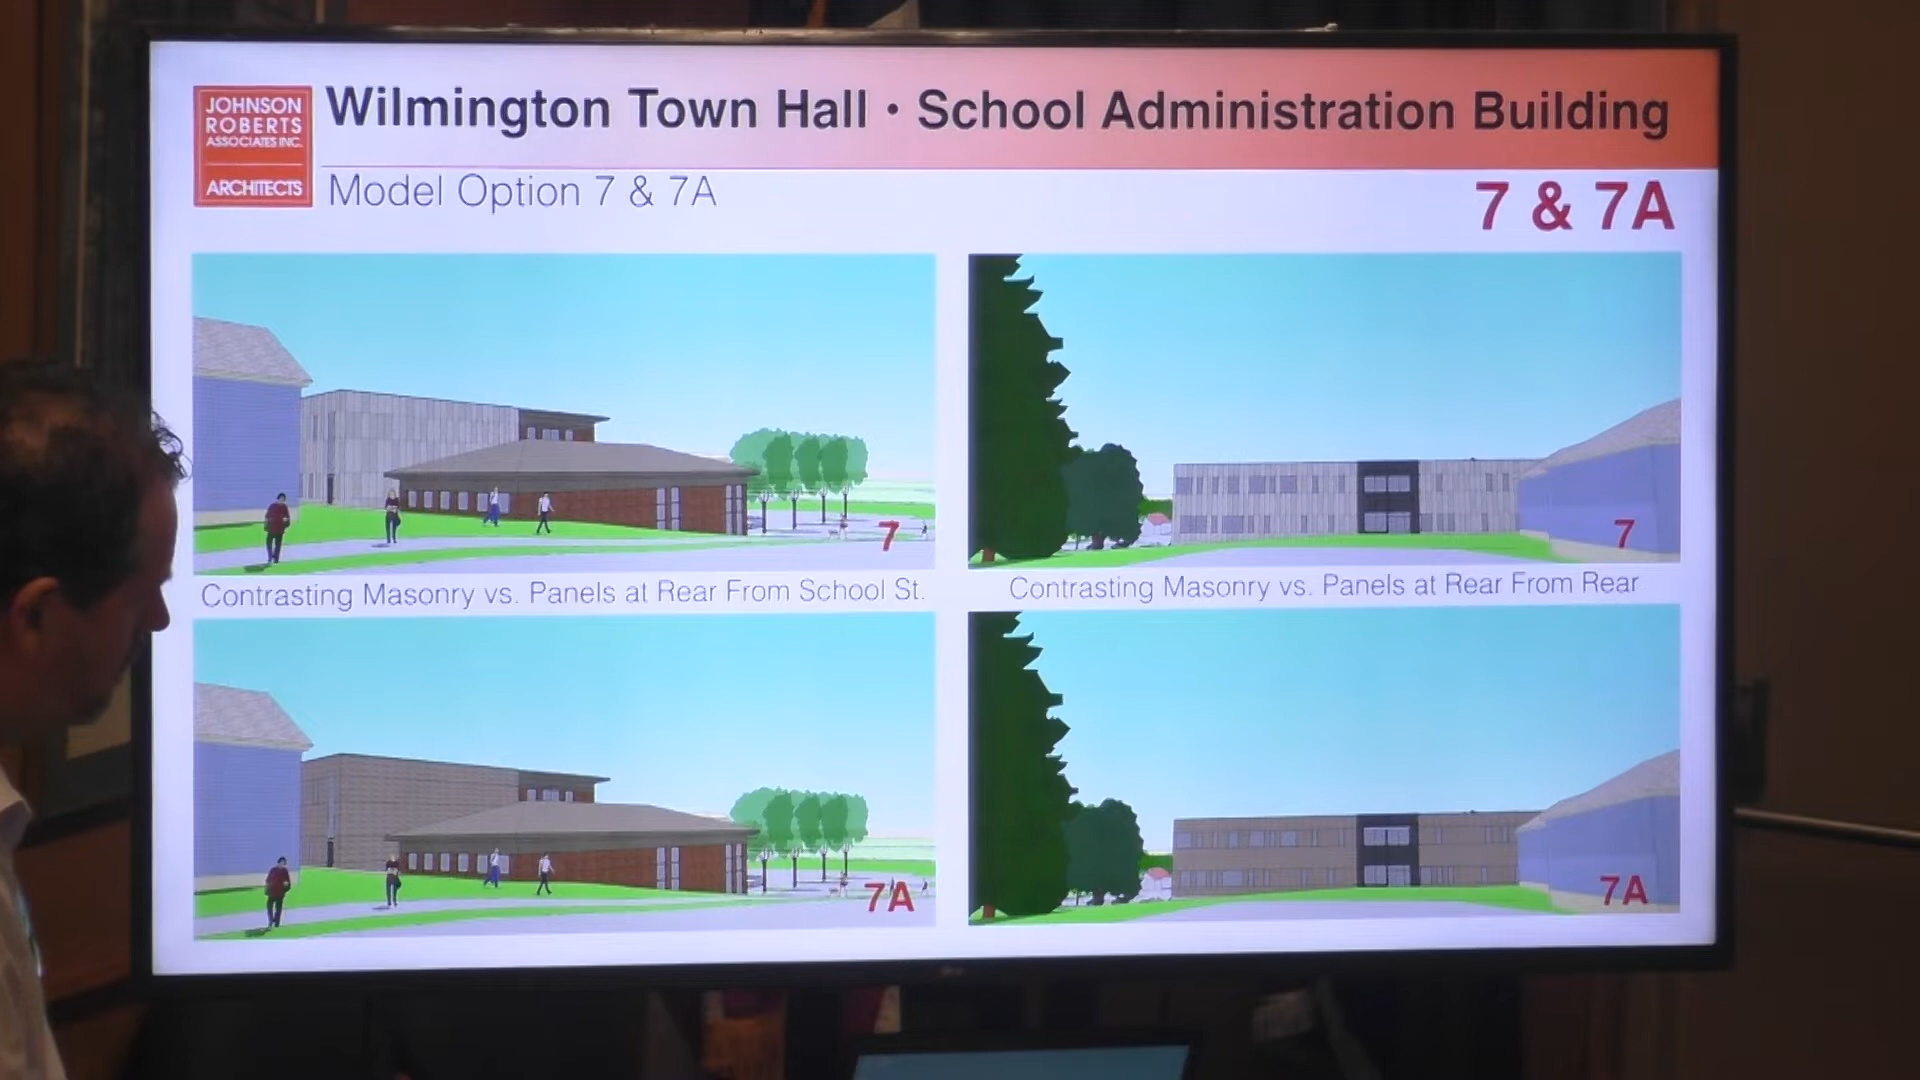 JOHNSON
ROBERTS
ASSOCIATES INC.
ARCHITECTS
Wilmington Town Hall • School Administration Building
Model Option 7 & 7A
7 & 7A
7
7
Contrasting Masonry vs. Panels at Rear From School St.
Contrasting Masonry vs. Panels at Rear From Rear
7A
7A